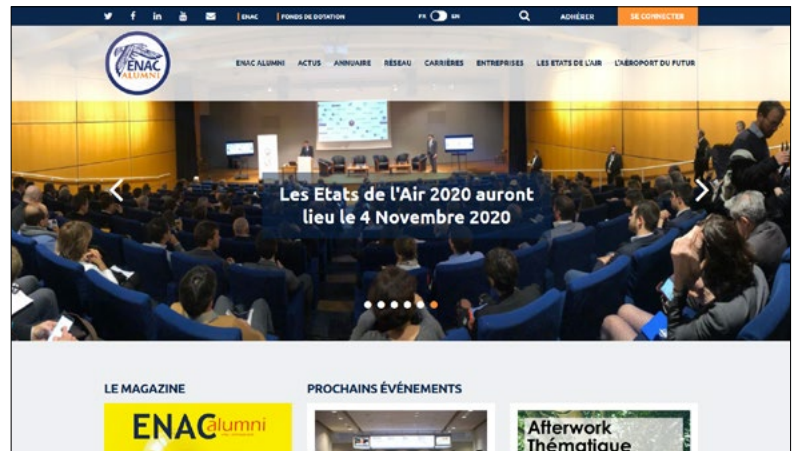 ENAC
FONDS DE DOTATION
FR
EN
ADHÉRER
SE CONNECTER
ENAC
ALUMNI
ENAC ALUMNI
ACTUS
ANNUAIRE
RÉSEAU
CARRIÈRES
ENTREPRISES
LES ETATS DE L'AIR
L'AÉROPORT DU FUTUR
Les Etats de l'Air 2020 auront
lieu le 4 Novembre 2020
LE MAGAZINE
PROCHAINS ÉVÉNEMENTS
ENAC alumni
Afterwork
Thématique